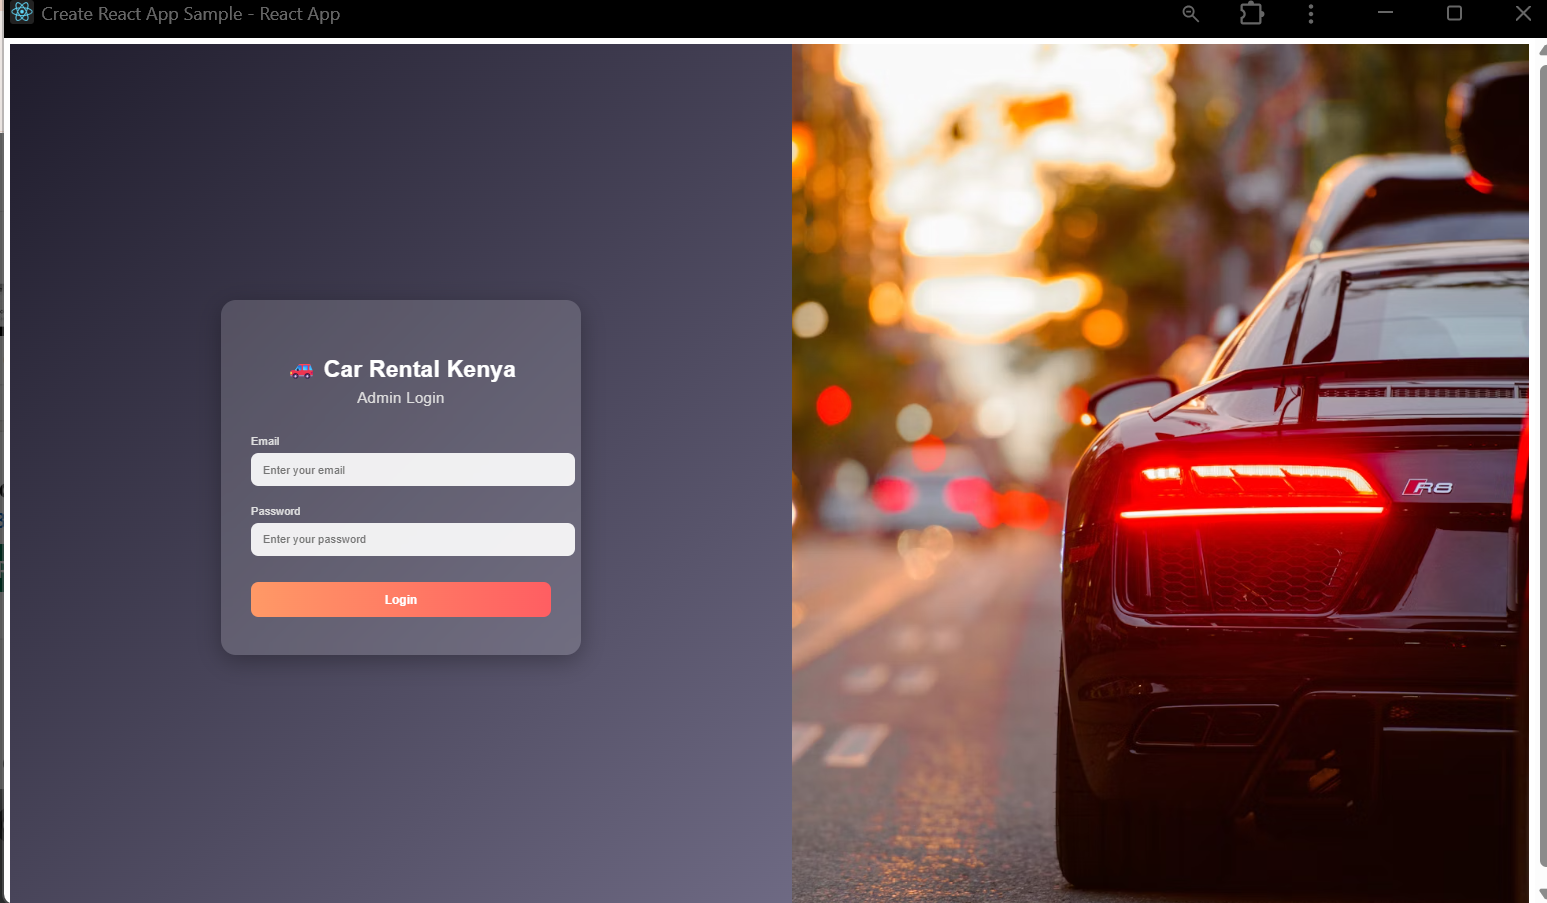 Create React App Sample - React App
Car Rental Kenya
Admin Login
Email
Enter your email
Password
Enter your password
Login
R8